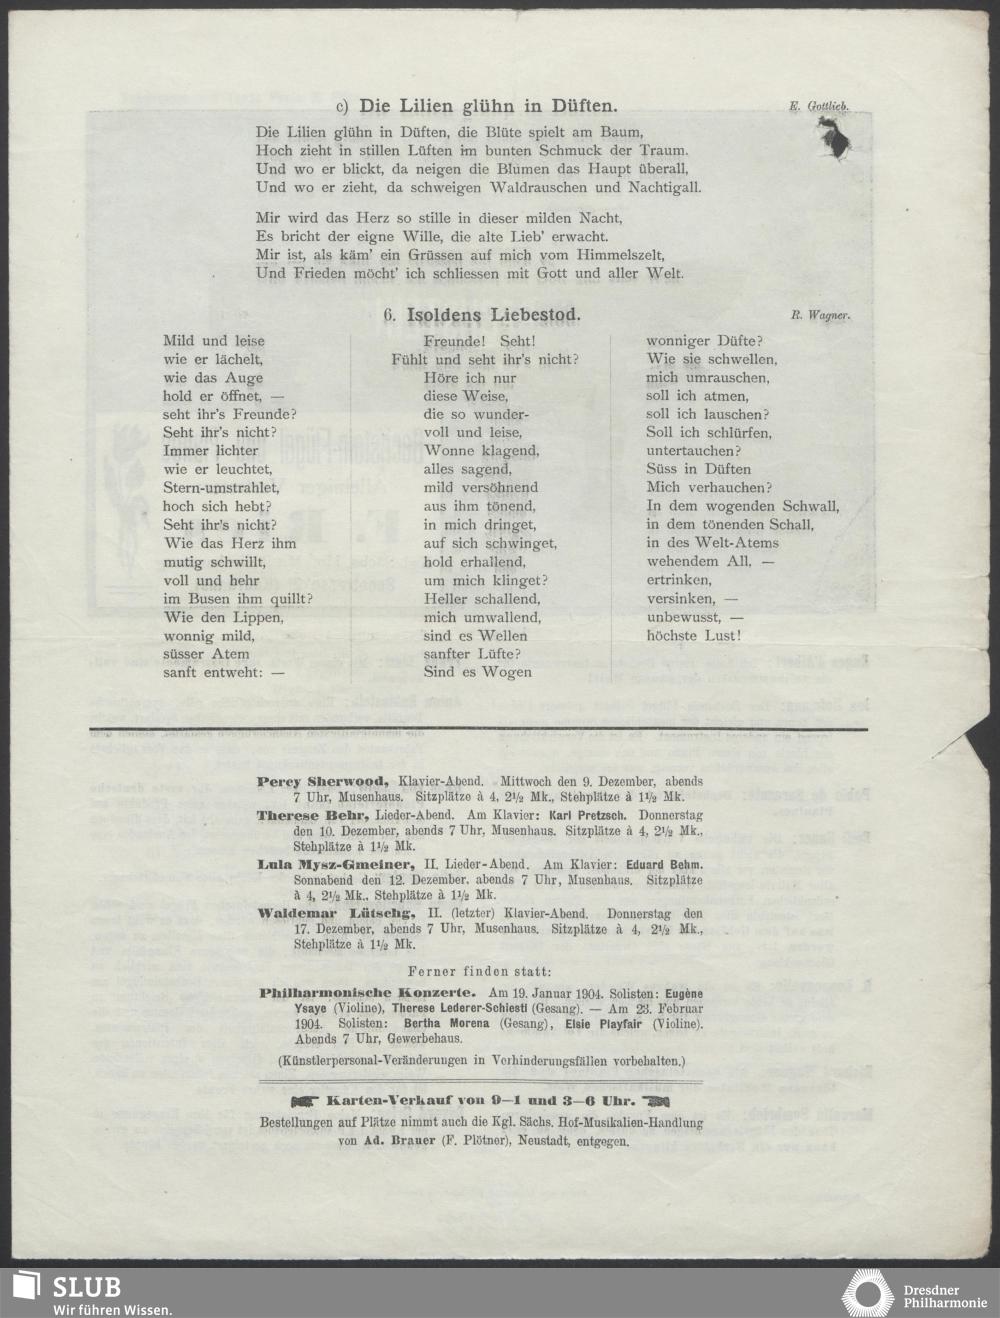 c) Die Lilien glühn in Düften. E. Gottlieb.
Die Lilien glühn in Düften, die Blüte spielt am Baum,
Hoch zieht in stillen Lüften im bunten Schmuck der Traum.
Und wo er blickt, da neigen die Blumen das Haupt überall,
Und wo er zieht, da schweigen Waldrauschen und Nachtigall.
Mir wird das Herz so stille in dieser milden Nacht,
Es bricht der eigne Wille, die alte Lieb' erwacht.
Mir ist, als käm' ein Grüssen auf mich vom Himmelszelt,
Und Frieden möcht' ich schliessen mit Gott und aller Welt.
6. Isoldens Liebestod. R. Wagner.
Mild und leise
wie er lächelt,
wie das Auge
hold er öffnet, —
seht ihr's Freunde?
Seht ihr's nicht?
Immer lichter
wie er leuchtet,
Stern-umstrahlet,
hoch sich hebt?
Seht ihr's nicht?
Wie das Herz ihm
mutig schwillt,
voll und hehr
im Busen ihm quillt?
Wie den Lippen,
wonnig mild,
süsser Atem
sanft entweht: —
Freunde! Seht!
Fühlt und seht ihr's nicht?
Höre ich nur
diese Weise,
die so wunder-
voll und leise,
Wonne klagend,
alles sagend,
mild versöhnend
aus ihm tönend,
in mich dringet,
auf sich schwinget,
hold erhallend,
um mich klinget?
Heller schallend,
mich umwallend,
sind es Wellen
sanfter Lüfte?
Sind es Wogen
wonniger Düfte?
Wie sie schwellen,
mich umrauschen,
soll ich atmen,
soll ich lauschen?
Soll ich schlürfen,
untertauchen?
Süss in Düften
Mich verhauchen?
In dem wogenden Schwall,
in dem tönenden Schall,
in des Welt-Atems
wehendem All, —
ertrinken,
versinken, —
unbewusst, —
höchste Lust!
Percy Sherwood, Klavier-Abend. Mittwoch den 9. Dezember, abends
7 Uhr, Musenhaus. Sitzplätze à 4, 2½ Mk., Stehplätze à 1½ Mk.
Therese Behr, Lieder-Abend. Am Klavier: Karl Pretzsch. Donnerstag
den 10. Dezember, abends 7 Uhr, Musenhaus. Sitzplätze à 4, 2½ Mk.,
Stehplätze à 1½ Mk.
Lula Mysz-Gmeiner, II. Lieder-Abend. Am Klavier: Eduard Behm.
Sonnabend den 12. Dezember, abends 7 Uhr, Musenhaus. Sitzplätze
à 4, 2½ Mk., Stehplätze à 1½ Mk.
Waldemar Lütschg, II. (letzter) Klavier-Abend. Donnerstag den
17. Dezember, abends 7 Uhr, Musenhaus. Sitzplätze à 4, 2½ Mk.,
Stehplätze à 1½ Mk.
Ferner finden statt:
Philharmonische Konzerte. Am 19. Januar 1904. Solisten: Eugène
Ysaye (Violine), Therese Lederer-Schiestl (Gesang). — Am 23. Februar
1904. Solisten: Bertha Morena (Gesang), Elsie Playfair (Violine).
Abends 7 Uhr, Gewerbehaus.
(Künstlerpersonal-Veränderungen in Verhinderungsfällen vorbehalten.)
Karten-Verkauf von 9—1 und 3—6 Uhr.
Bestellungen auf Plätze nimmt auch die Kgl. Sächs. Hof-Musikalien-Handlung
von Ad. Brauer (F. Plötner), Neustadt, entgegen.
SLUB
Wir führen Wissen.
Dresdner
Philharmonie